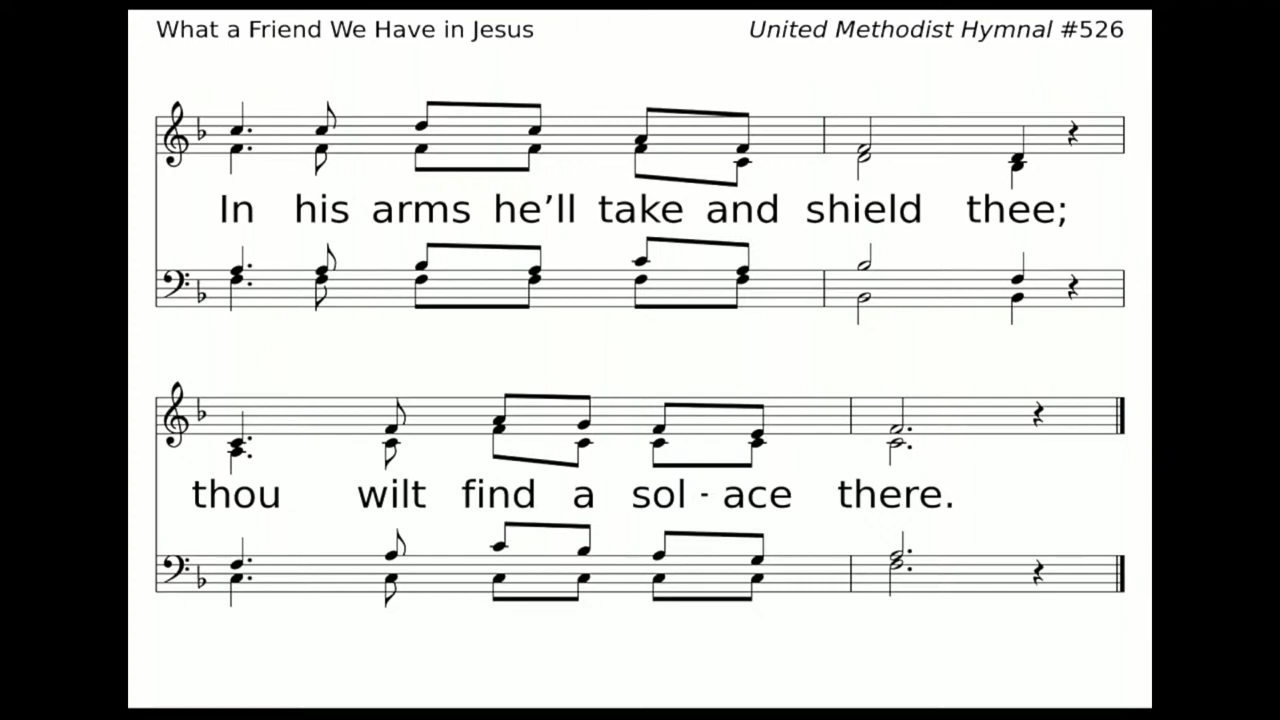 What a Friend We Have in Jesus
United Methodist Hymnal #526
In his arms he’ll take and shield thee;
thou wilt find a sol - ace there.